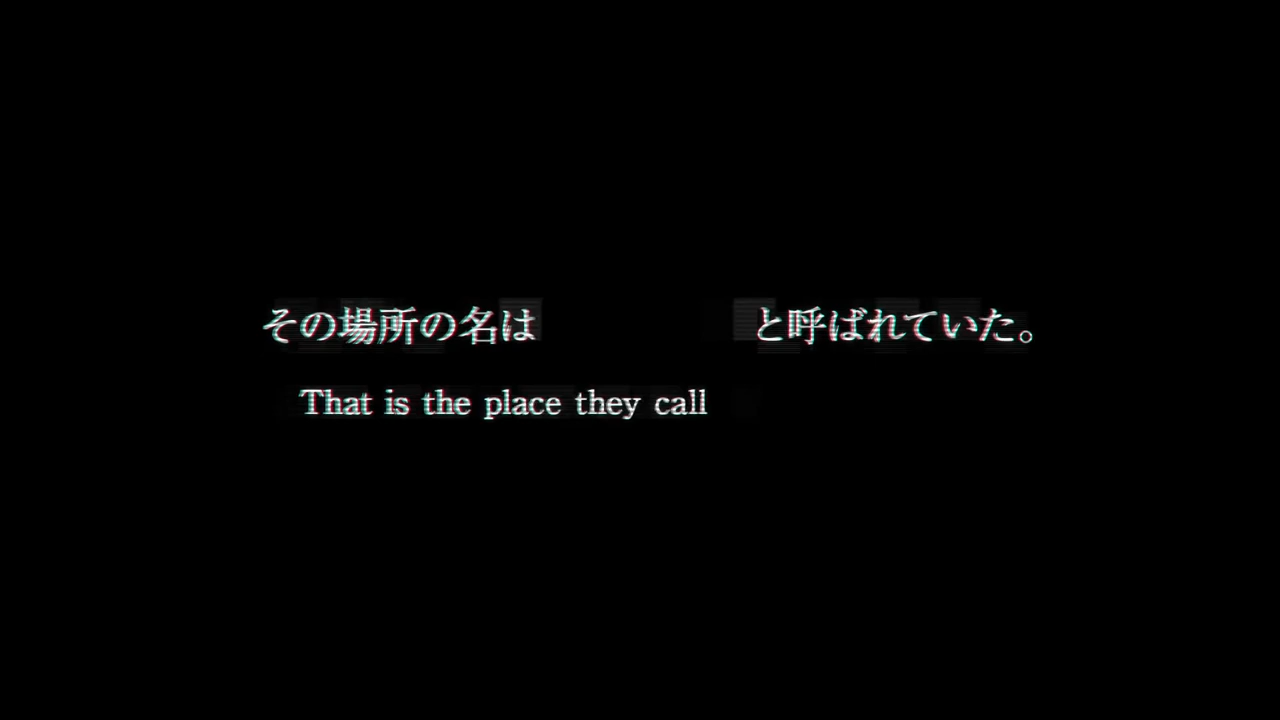 その場所の名は　　　　　と呼ばれていた。
That is the place they call